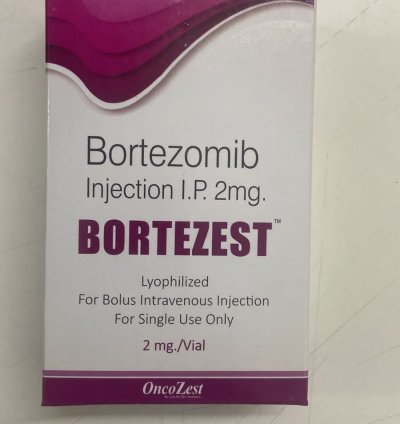 Bortezomib
Injection I.P. 2mg.
BORTEZEST™
Lyophilized
For Bolus Intravenous Injection
For Single Use Only
2 mg./Vial
OncoZest